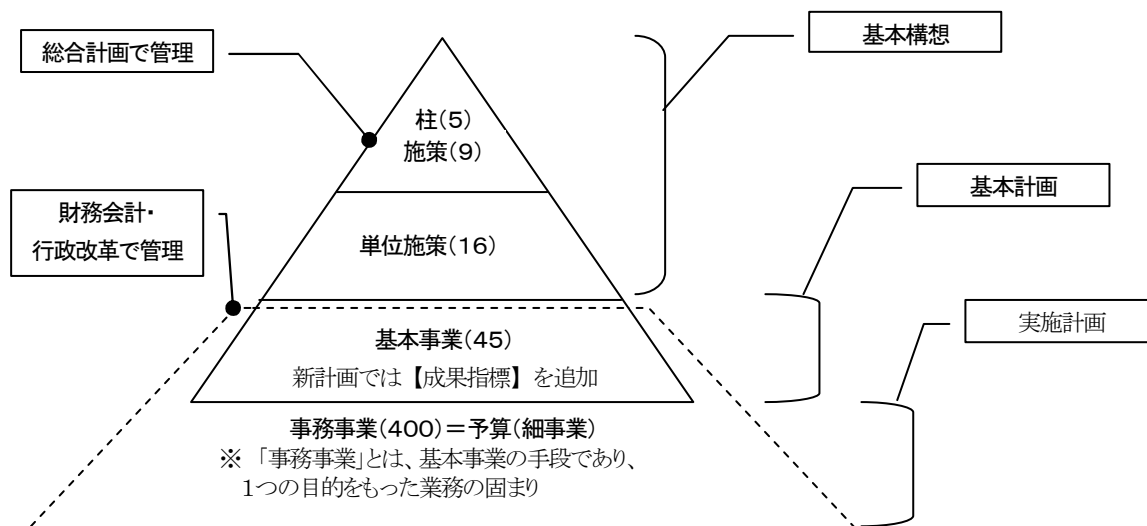 総合計画で管理
基本構想
柱(5)
施策(9)
基本計画
財務会計・
行政改革で管理
単位施策(16)
実施計画
基本事業(45)
新計画では【成果指標】を追加
事務事業(400)＝予算(細事業)
※ 「事務事業」とは、基本事業の手段であり、
1つの目的をもった業務の固まり